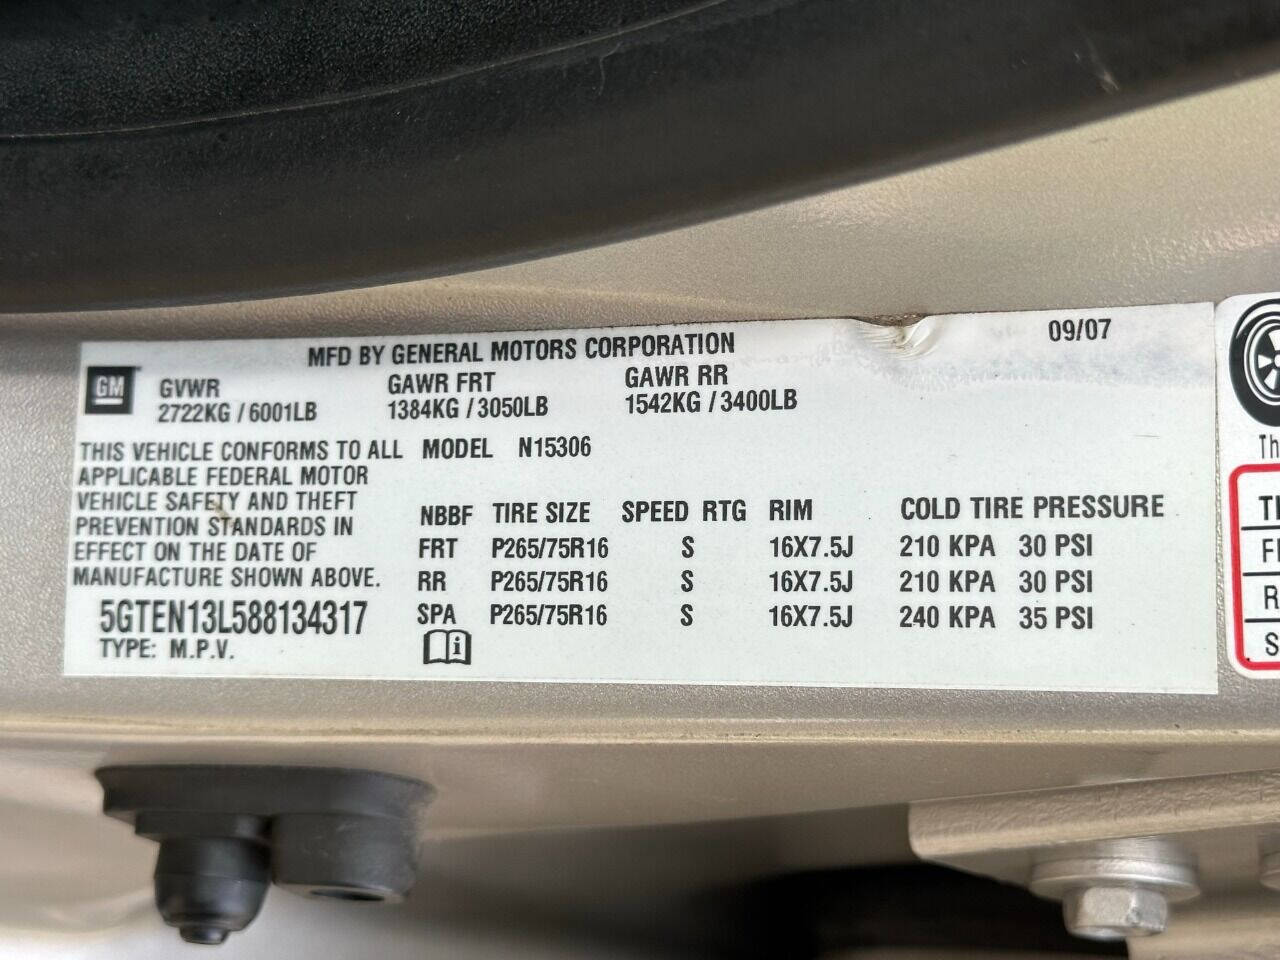 MFD BY GENERAL MOTORS CORPORATION 09/07
GM
GVWR GAWR FRT GAWR RR
2722KG / 6001LB 1384KG / 3050LB 1542KG / 3400LB
THIS VEHICLE CONFORMS TO ALL
APPLICABLE FEDERAL MOTOR
VEHICLE SAFETY AND THEFT
PREVENTION STANDARDS IN
EFFECT ON THE DATE OF
MANUFACTURE SHOWN ABOVE.
5GTEN13L588134317
TYPE: M.P.V.
MODEL N15306
NBBF TIRE SIZE SPEED RTG RIM COLD TIRE PRESSURE
FRT P265/75R16 S 16X7.5J 210 KPA 30 PSI
RR P265/75R16 S 16X7.5J 210 KPA 30 PSI
SPA P265/75R16 S 16X7.5J 240 KPA 35 PSI
i